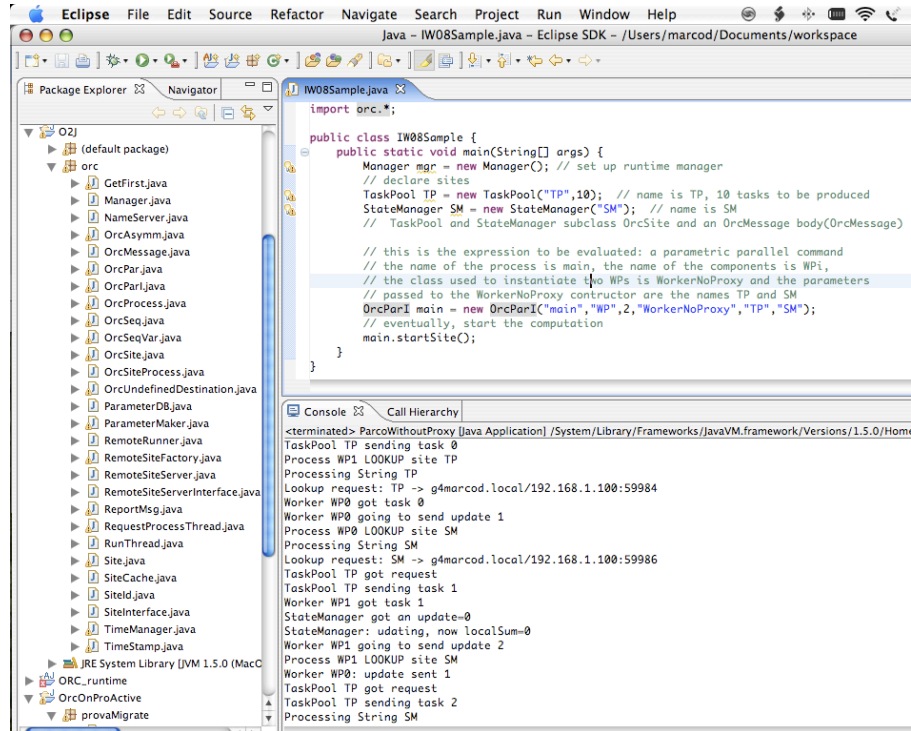 Eclipse File Edit Source Refactor Navigate Search Project Run Window Help
Java – IW08Sample.java – Eclipse SDK – /Users/marcod/Documents/workspace
Package Explorer
Navigator
O2J
(default package)
orc
GetFirst.java
Manager.java
NameServer.java
OrcAsymm.java
OrcMessage.java
OrcPar.java
OrcParI.java
OrcProcess.java
OrcSeq.java
OrcSeqVar.java
OrcSite.java
OrcSiteProcess.java
OrcUndefinedDestination.java
ParameterDB.java
ParameterMaker.java
RemoteRunner.java
RemoteSiteFactory.java
RemoteSiteServer.java
RemoteSiteServerInterface.java
ReportMsg.java
RequestProcessThread.java
RunThread.java
Site.java
SiteCache.java
SiteId.java
SiteInterface.java
TimeManager.java
TimeStamp.java
JRE System Library [JVM 1.5.0 (MacO
ORC_runtime
OrcOnProActive
provaMigrate
IW08Sample.java
import orc.*;
public class IW08Sample {
public static void main(String[] args) {
Manager mgr = new Manager(); // set up runtime manager
// declare sites
TaskPool TP = new TaskPool("TP",10); // name is TP, 10 tasks to be produced
StateManager SM = new StateManager("SM"); // name is SM
// TaskPool and StateManager subclass OrcSite and an OrcMessage body(OrcMessage)
// this is the expression to be evaluated: a parametric parallel command
// the name of the process is main, the name of the components is WPi,
// the class used to instantiate two WPs is WorkerNoProxy and the parameters
// passed to the WorkerNoProxy contructor are the names TP and SM
OrcParI main = new OrcParI("main","WP",2,"WorkerNoProxy","TP","SM");
// eventually, start the computation
main.startSite();
}
}
Console
Call Hierarchy
<terminated> ParcoWithoutProxy [Java Application] /System/Library/Frameworks/JavaVM.framework/Versions/1.5.0/Home
TaskPool TP sending task 0
Process WP1 LOOKUP site TP
Processing String TP
Lookup request: TP -> g4marcod.local/192.168.1.100:59984
Worker WP0 got task 0
Worker WP0 going to send update 1
Process WP0 LOOKUP site SM
Processing String SM
Lookup request: SM -> g4marcod.local/192.168.1.100:59986
TaskPool TP got request
TaskPool TP sending task 1
Worker WP1 got task 1
StateManager got an update=0
StateManager: udating, now localSum=0
Worker WP1 going to send update 2
Process WP1 LOOKUP site SM
Worker WP0: update sent 1
TaskPool TP got request
TaskPool TP sending task 2
Processing String SM